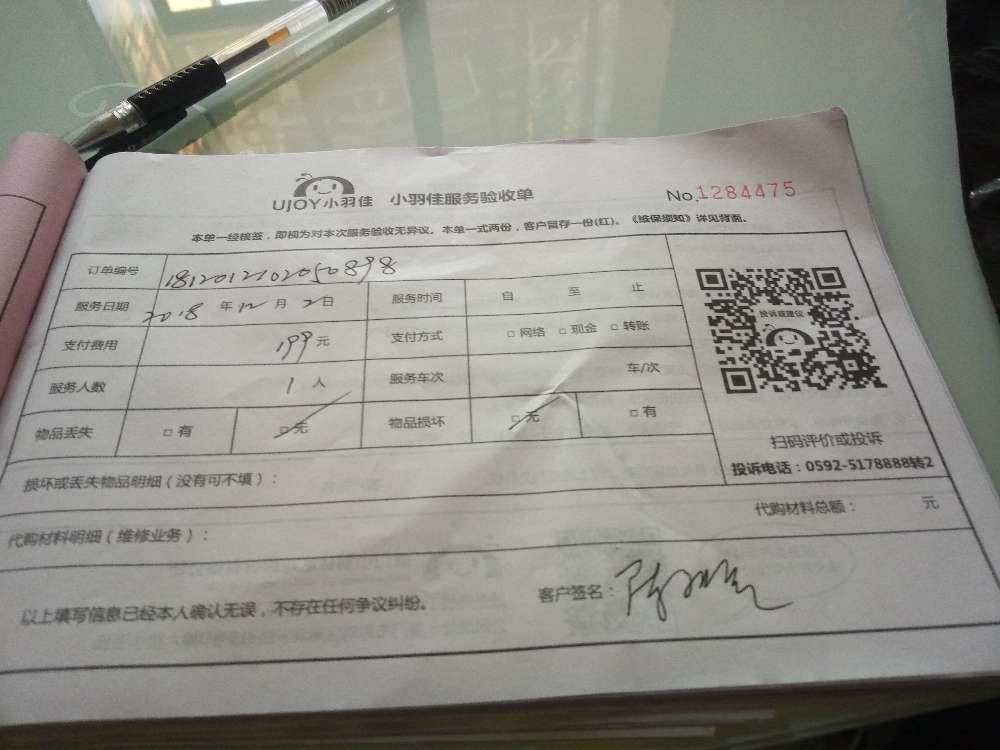 UJOY小羽佳 小羽佳服务验收单 No.1284475
本单一经核签，即视为对本次服务验收无异议。本单一式两份，客户留存一份(红)。《维保须知》详见背面。
订单编号 1812012102050898
服务日期 2018 年 12 月 2 日 服务时间 自 至 止
支付费用 199 元 支付方式 □ 网络 □ 现金 □ 转账
服务人数 1 人 服务车次 车/次
物品丢失 □ 有 □ 无 物品损坏 □ 无 □ 有
投诉或建议
扫码评价或投诉
投诉电话：0592-5178888转2
损坏或丢失物品明细（没有可不填）：
代购材料明细（维修业务）： 代购材料总额： 元
以上填写信息已经本人确认无误，不存在任何争议纠纷。 客户签名：